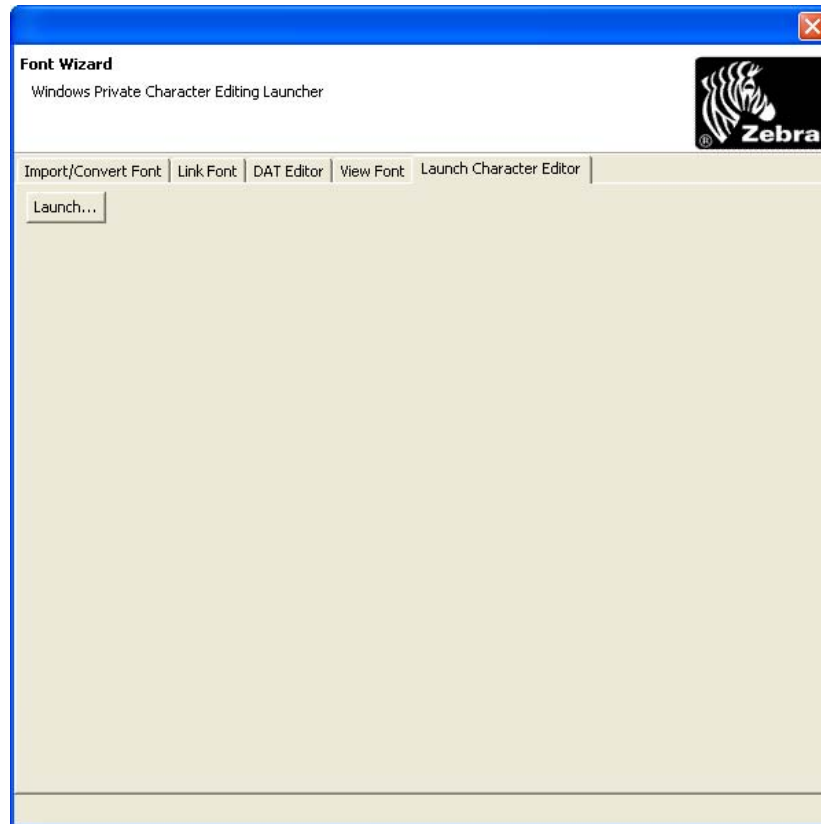 Font Wizard
Windows Private Character Editing Launcher
® Zebra
Import/Convert Font Link Font DAT Editor View Font Launch Character Editor
Launch...